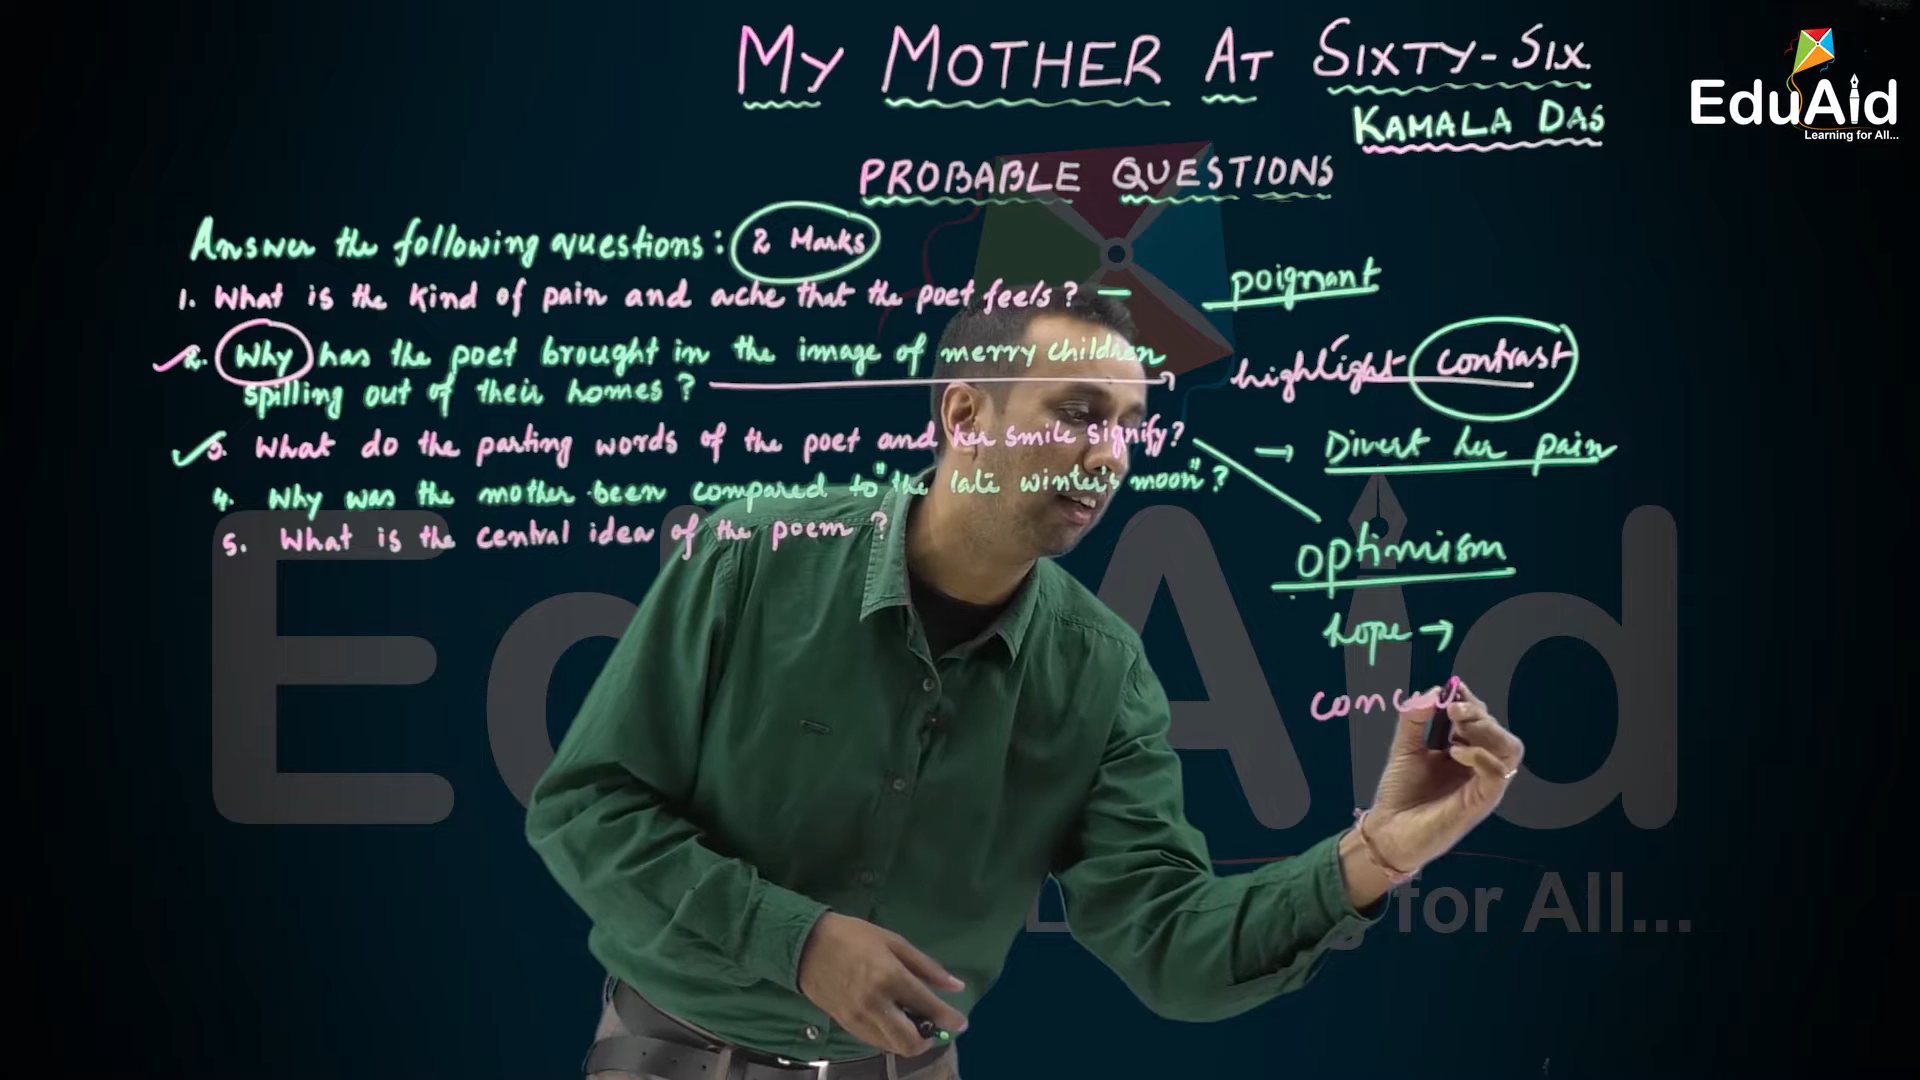 MY MOTHER AT SIXTY-SIX
KAMALA DAS
EduAid
Learning for All...
PROBABLE QUESTIONS
Answer the following questions: 2 Marks
1. What is the kind of pain and ache that the poet feels? — poignant
2. Why has the poet brought in the image of merry children
spilling out of their homes? → highlight contrast
3. What do the parting words of the poet and her smile signify? → Divert her pain
4. Why was the mother been compared to "the late winter's moon"?
5. What is the central idea of the poem?
optimism
hope →
for All...